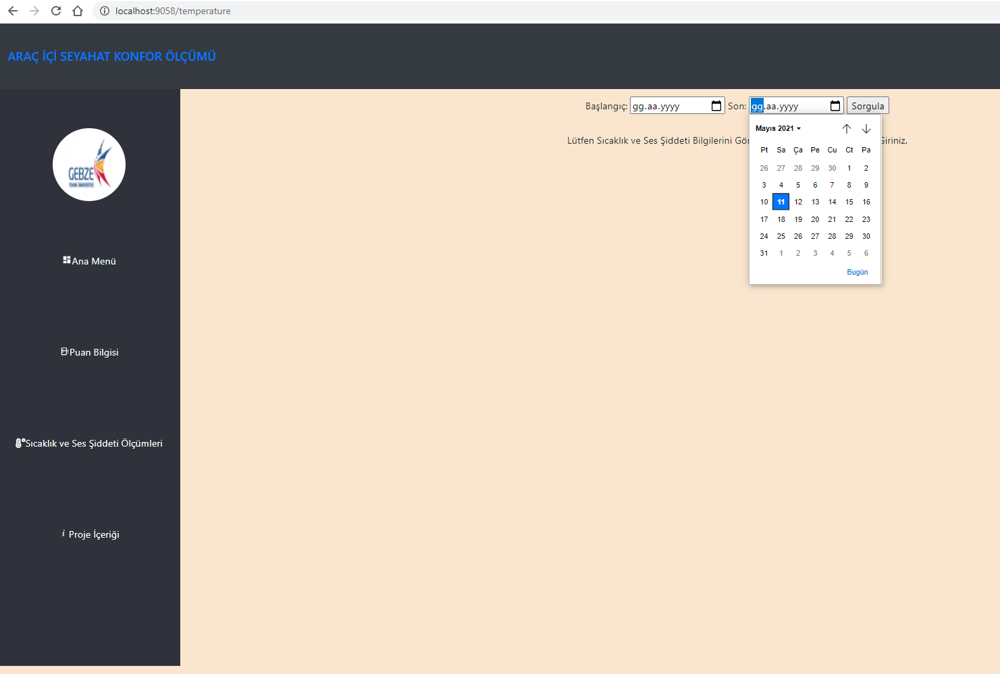 localhost:9058/temperature
ARAÇ İÇİ SEYAHAT KONFOR ÖLÇÜMÜ
Başlangıç: gg.aa.yyyy Son: gg.aa.yyyy Sorgula
Lütfen Sıcaklık ve Ses Şiddeti Bilgilerini Giriniz.
Mayıs 2021
Pt Sa Ça Pe Cu Ct Pa
26 27 28 29 30 1 2
3 4 5 6 7 8 9
10 11 12 13 14 15 16
17 18 19 20 21 22 23
24 25 26 27 28 29 30
31 1 2 3 4 5 6
Bugün
GEBZE
TEKNİK ÜNİVERSİTESİ
Ana Menü
Puan Bilgisi
Sıcaklık ve Ses Şiddeti Ölçümleri
i Proje İçeriği